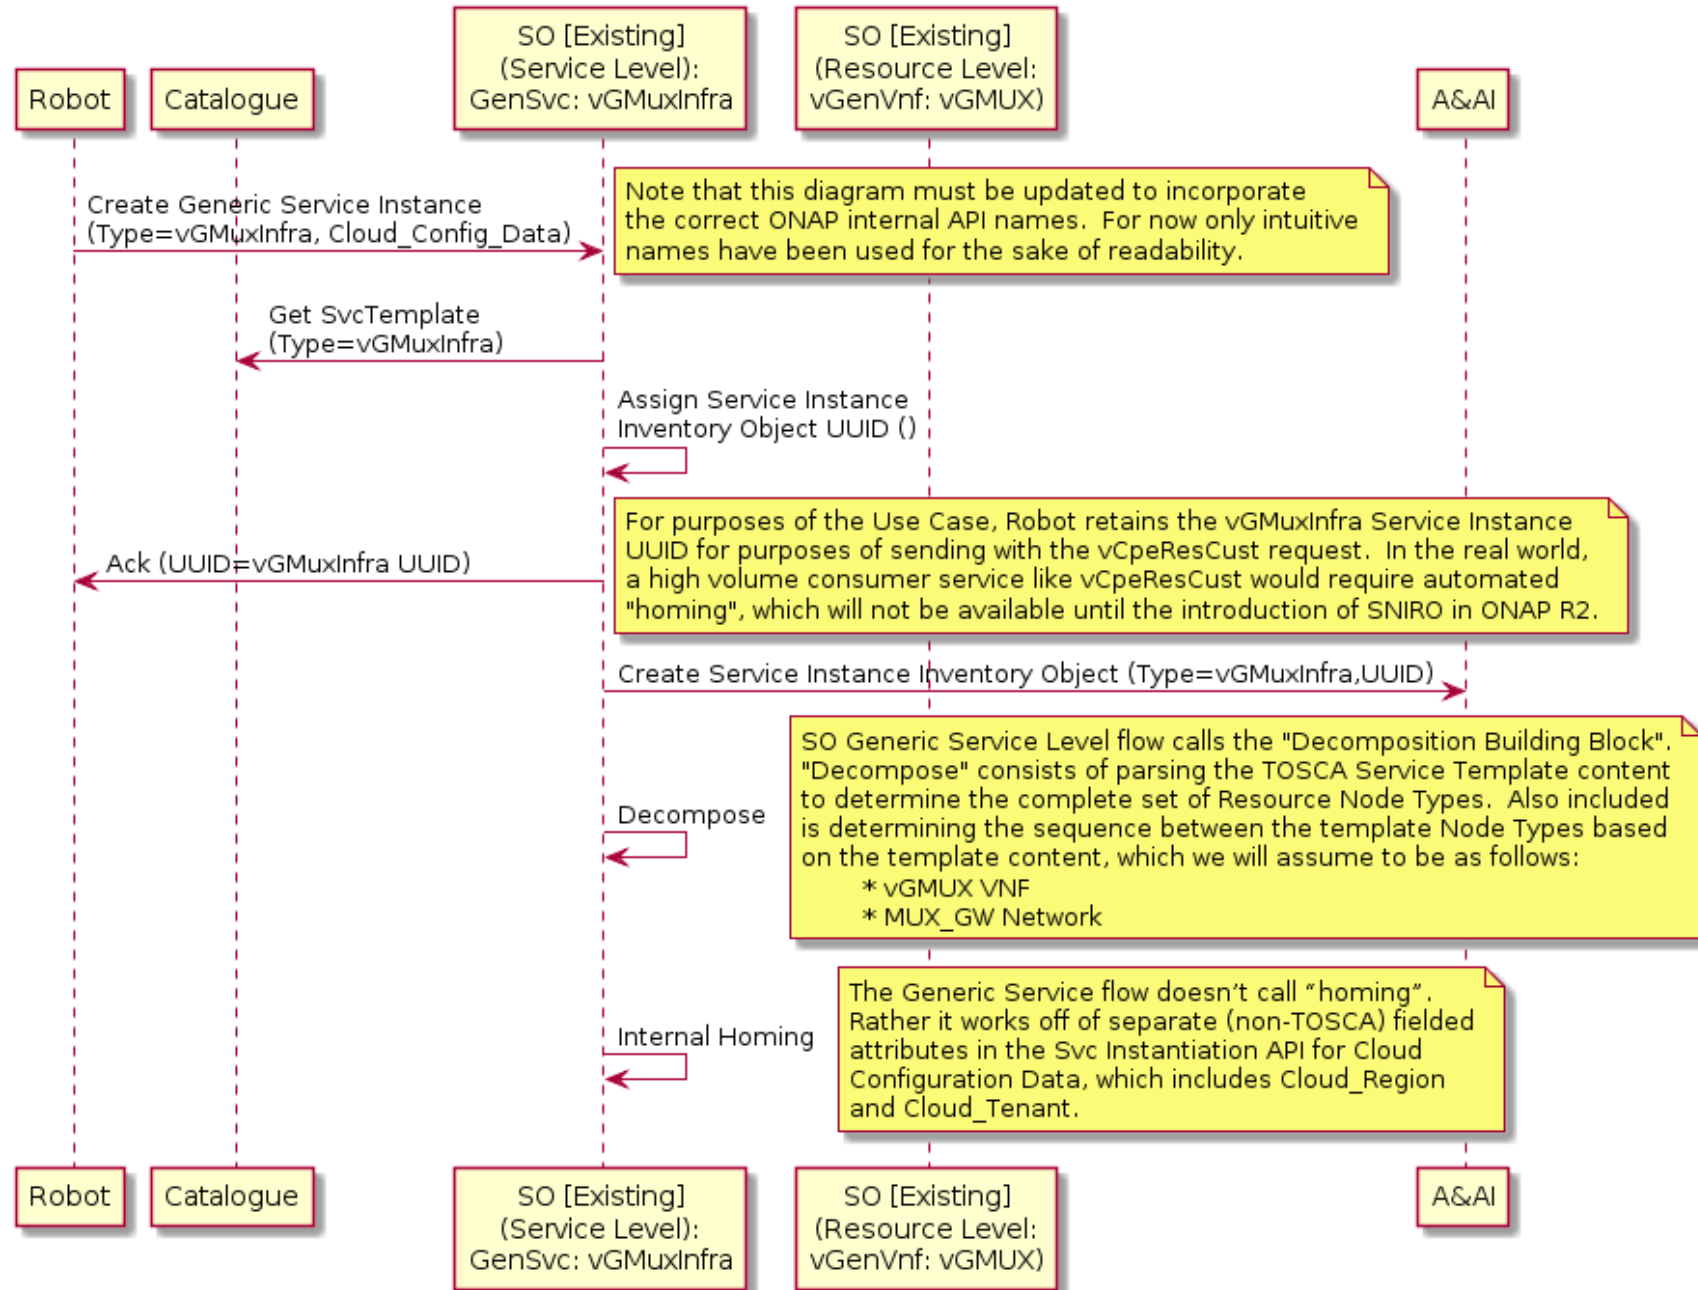 Robot
Catalogue
SO [Existing]
(Service Level):
GenSvc: vGMuxInfra
SO [Existing]
(Resource Level:
vGenVnf: vGMUX)
A&AI
Create Generic Service Instance
(Type=vGMuxInfra, Cloud_Config_Data)
Note that this diagram must be updated to incorporate
the correct ONAP internal API names.  For now only intuitive
names have been used for the sake of readability.
Get SvcTemplate
(Type=vGMuxInfra)
Assign Service Instance
Inventory Object UUID ()
Ack (UUID=vGMuxInfra UUID)
For purposes of the Use Case, Robot retains the vGMuxInfra Service Instance
UUID for purposes of sending with the vCpeResCust request.  In the real world,
a high volume consumer service like vCpeResCust would require automated
"homing", which will not be available until the introduction of SNIRO in ONAP R2.
Create Service Instance Inventory Object (Type=vGMuxInfra,UUID)
Decompose
SO Generic Service Level flow calls the "Decomposition Building Block".
"Decompose" consists of parsing the TOSCA Service Template content
to determine the complete set of Resource Node Types.  Also included
is determining the sequence between the template Node Types based
on the template content, which we will assume to be as follows:
* vGMUX VNF
* MUX_GW Network
Internal Homing
The Generic Service flow doesn’t call “homing”.
Rather it works off of separate (non-TOSCA) fielded
attributes in the Svc Instantiation API for Cloud
Configuration Data, which includes Cloud_Region
and Cloud_Tenant.
Robot
Catalogue
SO [Existing]
(Service Level):
GenSvc: vGMuxInfra
SO [Existing]
(Resource Level:
vGenVnf: vGMUX)
A&AI